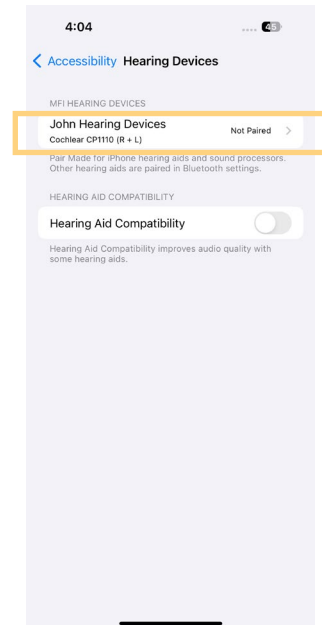 4:04
45
Accessibility Hearing Devices
MFI HEARING DEVICES
John Hearing Devices
Not Paired
Cochlear CP1110 (R + L)
Pair Made for iPhone hearing aids and sound processors.
Other hearing aids are paired in Bluetooth settings.
HEARING AID COMPATIBILITY
Hearing Aid Compatibility
Hearing Aid Compatibility improves audio quality with
some hearing aids.